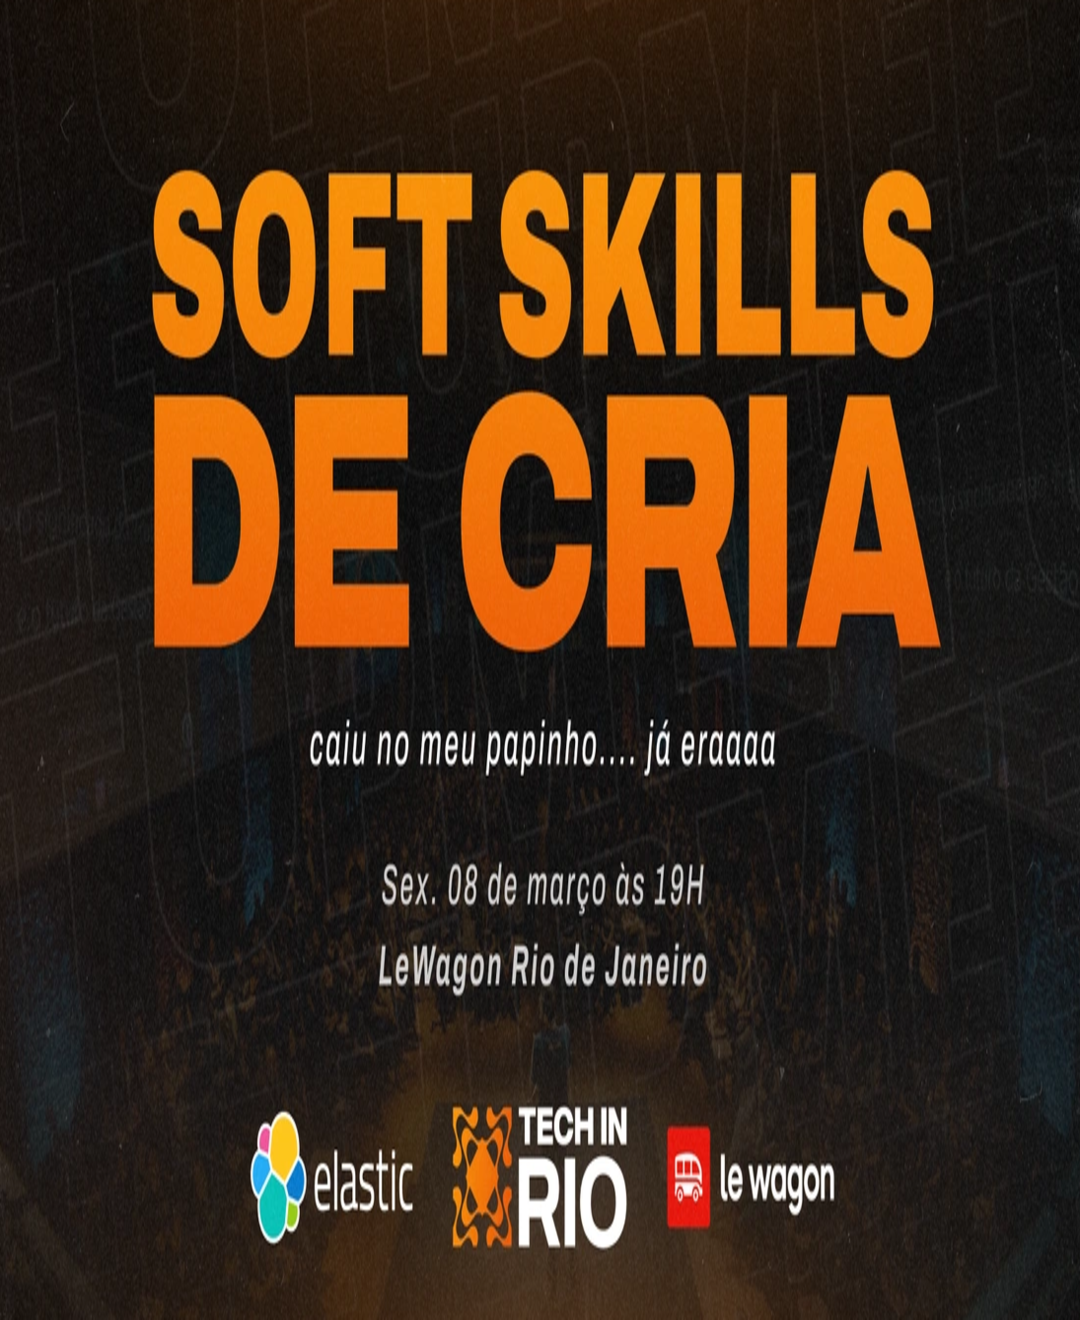 SOFT SKILLS
DE CRIA
caiu no meu papinho.... já eraaaa
Sex. 08 de março às 19H
LeWagon Rio de Janeiro
elastic
TECH IN
RIO
le wagon